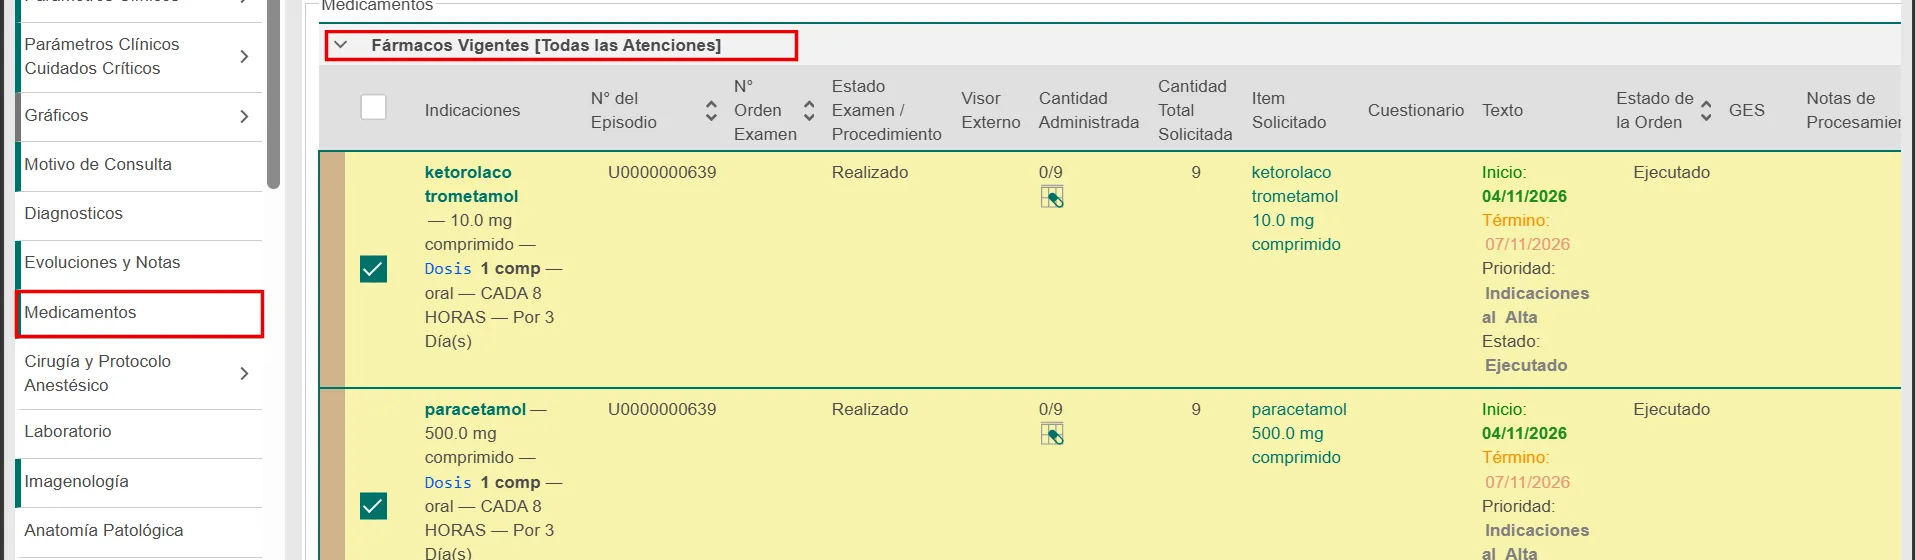 Parámetros Clínicos
Parámetros Clínicos
Cuidados Críticos
Gráficos
Motivo de Consulta
Diagnosticos
Evoluciones y Notas
Medicamentos
Cirugía y Protocolo
Anestésico
Laboratorio
Imagenología
Anatomía Patológica
Medicamentos
Fármacos Vigentes [Todas las Atenciones]
Indicaciones
N° del
Episodio
N°
Orden
Examen
Estado
Examen /
Procedimiento
Visor
Externo
Cantidad
Administrada
Cantidad
Total
Solicitada
Item
Solicitado
Cuestionario
Texto
Estado de
la Orden
GES
Notas de
Procesamier
ketorolaco
trometamol
— 10.0 mg
comprimido —
Dosis 1 comp —
oral — CADA 8
HORAS — Por 3
Día(s)
U0000000639
Realizado
0/9
9
ketorolaco
trometamol
10.0 mg
comprimido
Inicio:
04/11/2026
Término:
07/11/2026
Prioridad:
Indicaciones
al Alta
Estado:
Ejecutado
Ejecutado
paracetamol —
500.0 mg
comprimido —
Dosis 1 comp —
oral — CADA 8
HORAS — Por 3
Día(s)
U0000000639
Realizado
0/9
9
paracetamol
500.0 mg
comprimido
Inicio:
04/11/2026
Término:
07/11/2026
Prioridad:
Indicaciones
al Alta
Ejecutado